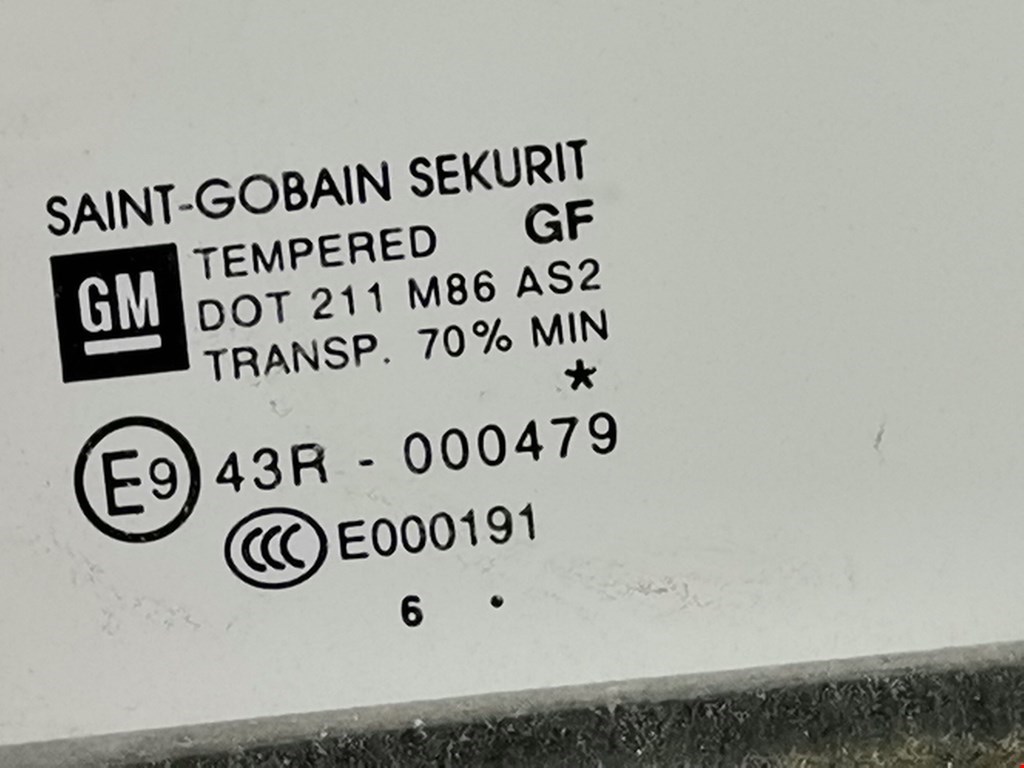 SAINT-GOBAIN SEKURIT
GM
TEMPERED GF
DOT 211 M86 AS2
TRANSP. 70% MIN
*
E9 43R - 000479
CCC E000191
6 .